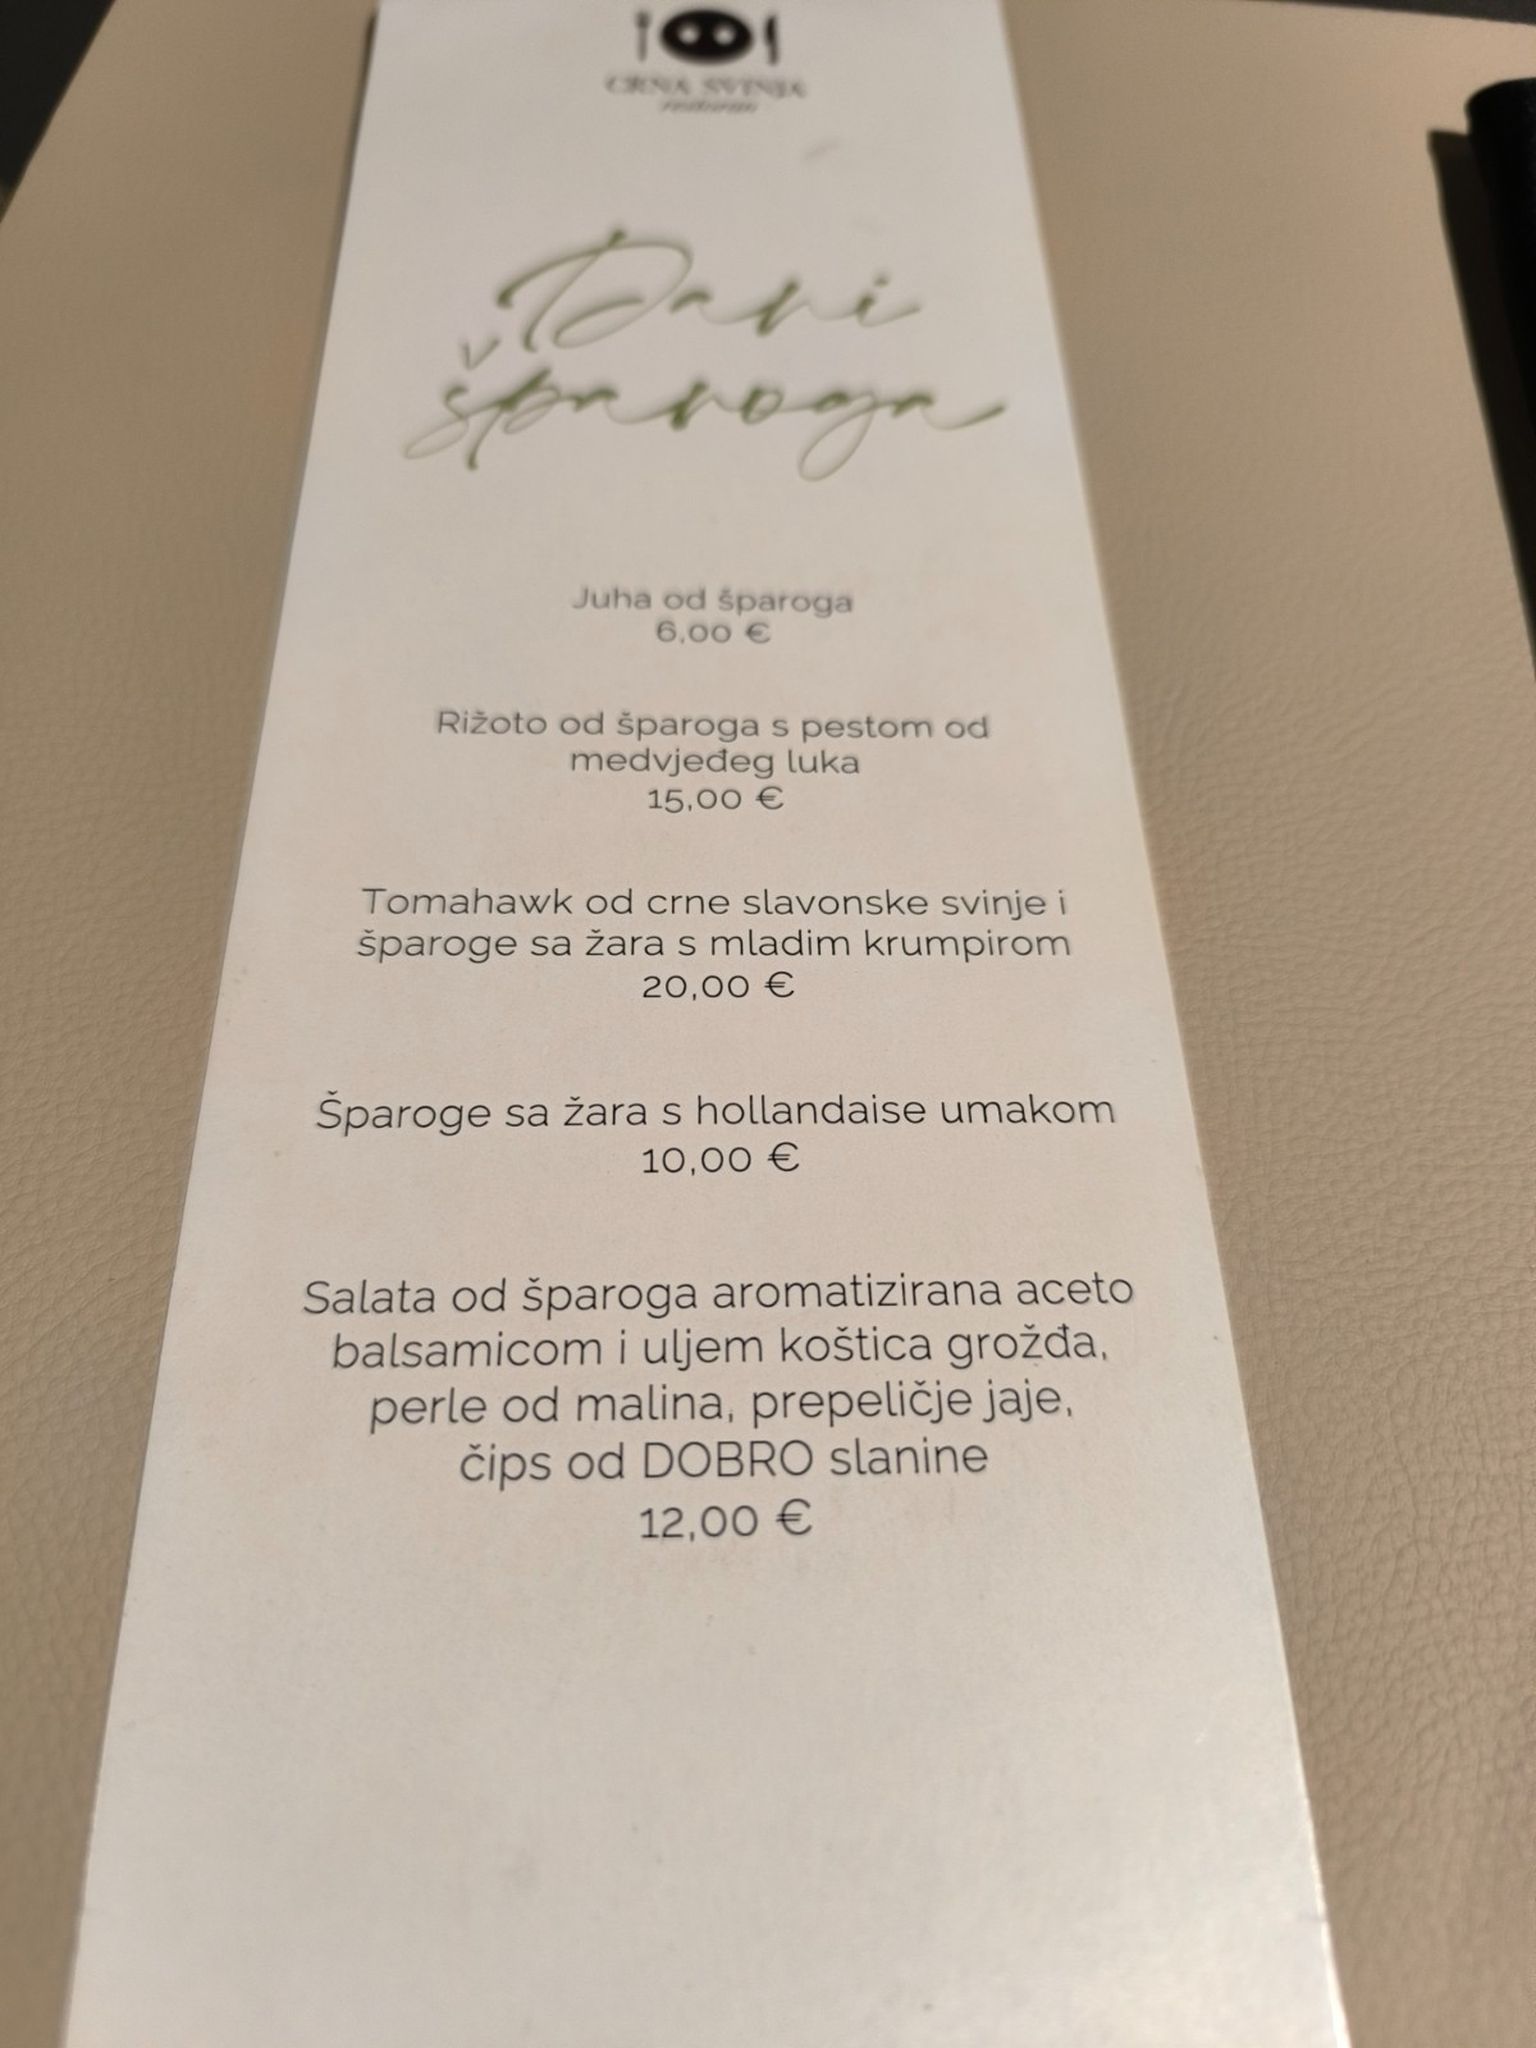 CRNA SVINJA
restoran
Dani
šparoga
Juha od šparoga
6,00 €
Rižoto od šparoga s pestom od
medvjeđeg luka
15,00 €
Tomahawk od crne slavonske svinje i
šparoge sa žara s mladim krumpirom
20,00 €
Šparoge sa žara s hollandaise umakom
10,00 €
Salata od šparoga aromatizirana aceto
balsamicom i uljem koštica grožđa,
perle od malina, prepeličje jaje,
čips od DOBRO slanine
12,00 €